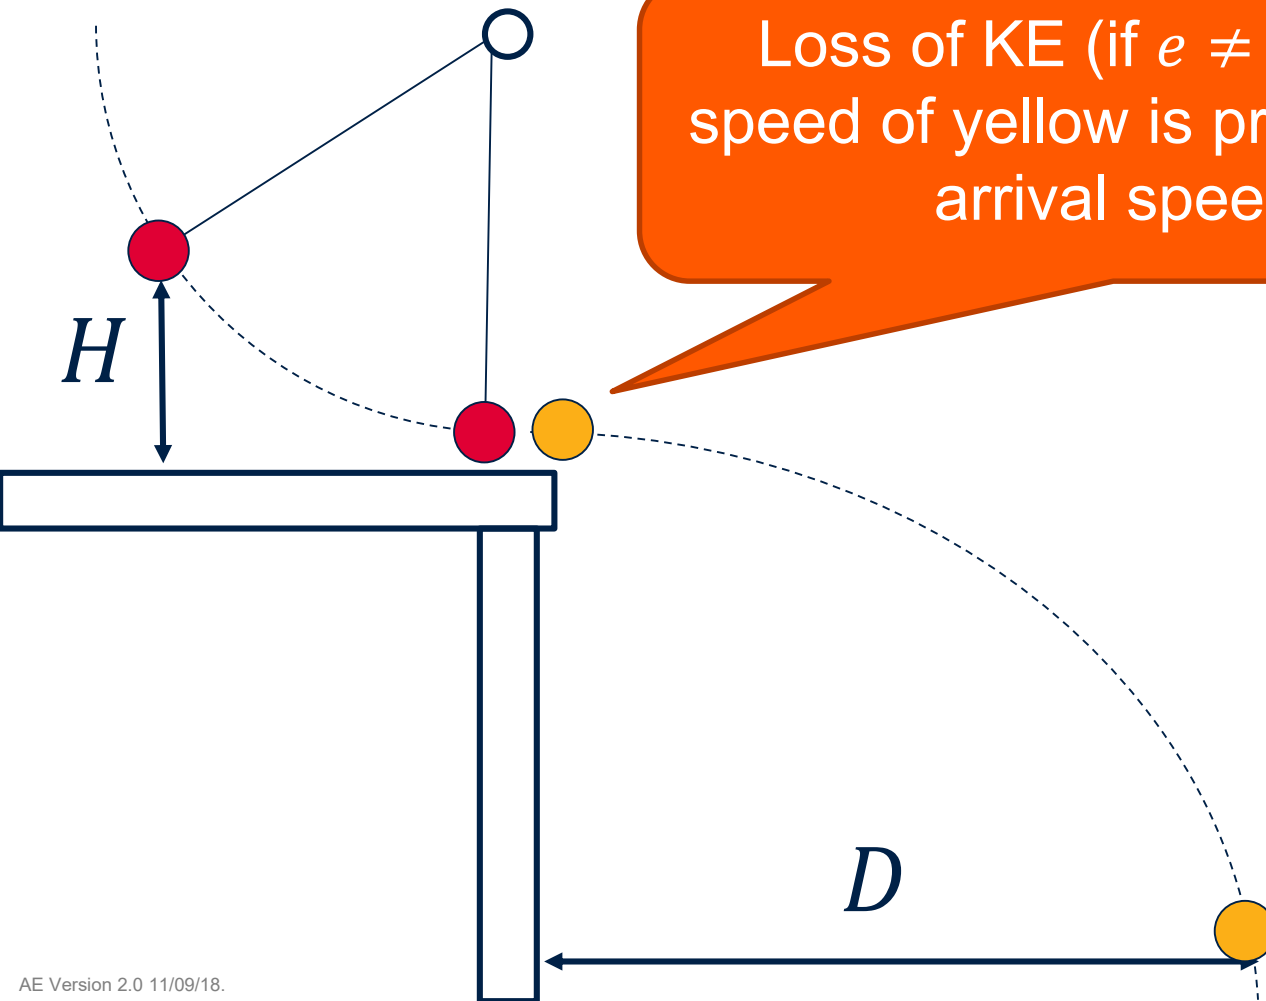 Loss of KE (if 𝑒 ≠
speed of yellow is pr
arrival spee
H
D
AE Version 2.0 11/09/18.